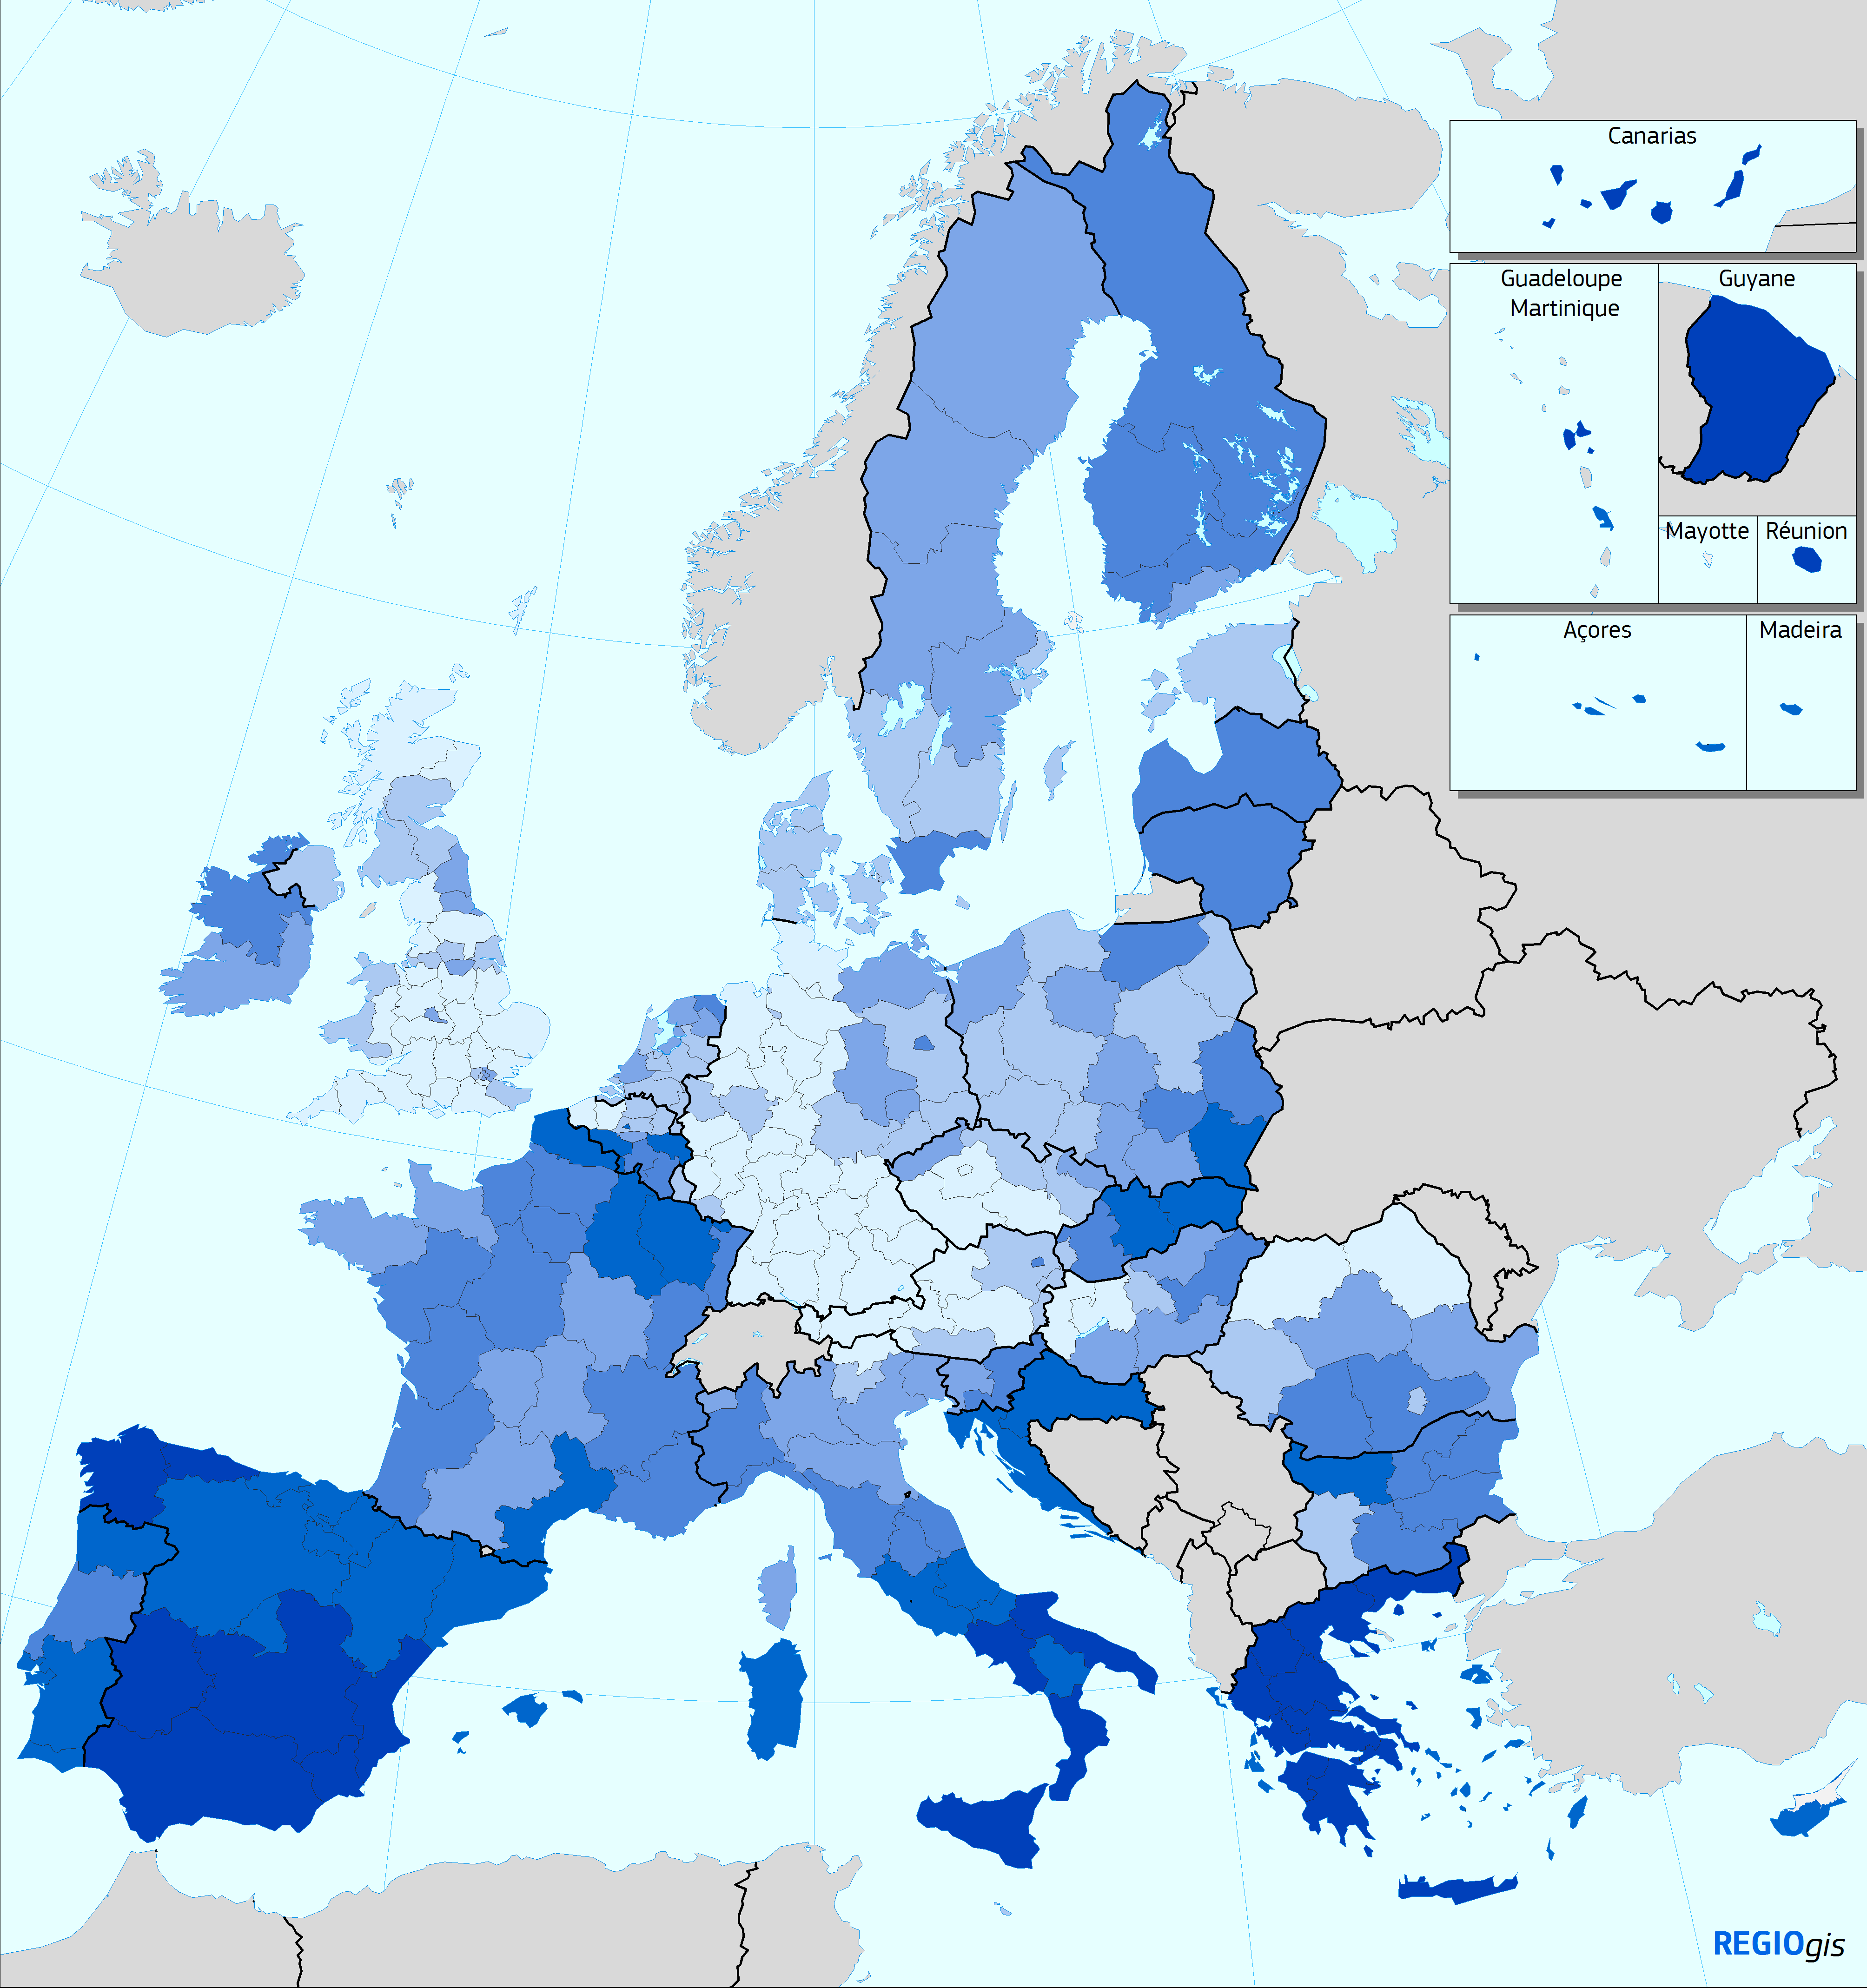 Canarias
Guadeloupe
Martinique
Guyane
Mayotte
Réunion
Açores
Madeira
REGIOgis